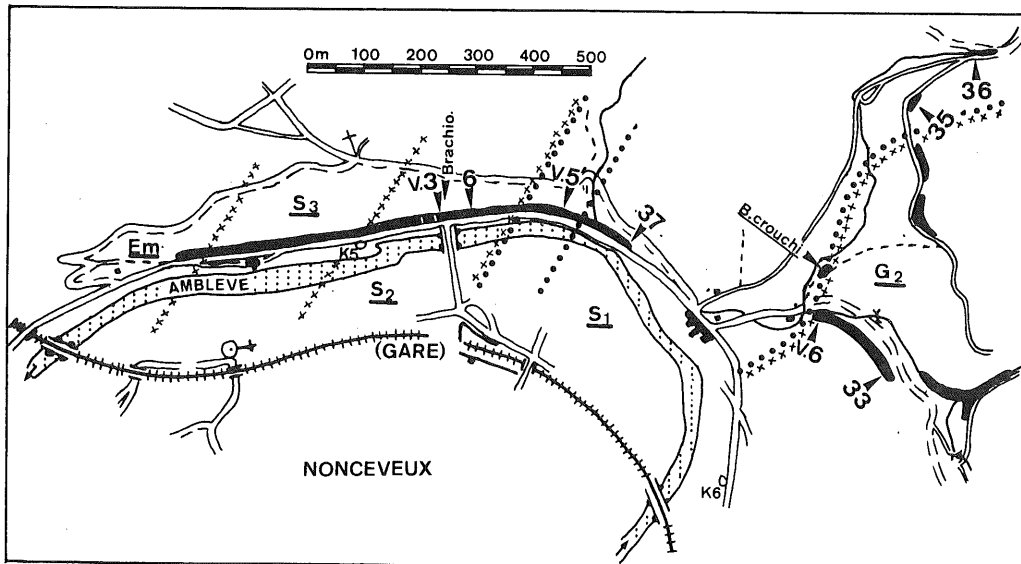 0m 100 200 300 400 500
36
35
Brachio.
V.3
6
V.5
37
S3
Em
K5
AMBLEVE
S2
S1
B.crouchi
G2
V.6
33
(GARE)
NONCEVEUX
K6